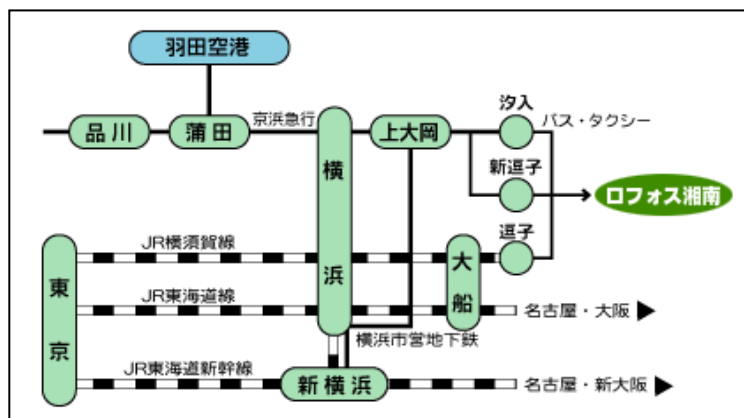 羽田空港
汐入
京浜急行
バス・タクシー
品川
蒲田
横浜
上大岡
新逗子
ロフォス湘南
逗子
JR横須賀線
東京
大船
JR東海道線
名古屋・大阪 ▶
横浜市営地下鉄
JR東海道新幹線
新横浜
名古屋・新大阪 ▶